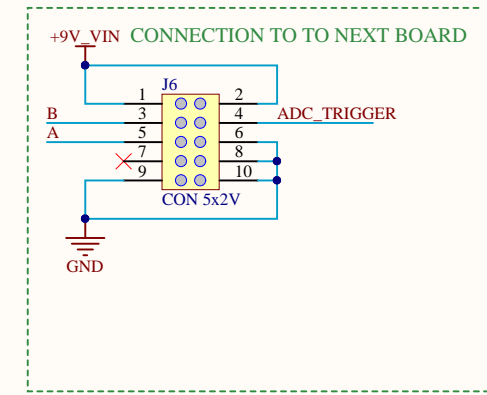 +9V_VIN CONNECTION TO TO NEXT BOARD
J6
1 2
B 3 4 ADC_TRIGGER
A 5 6
7 8
9 10
CON 5x2V
GND